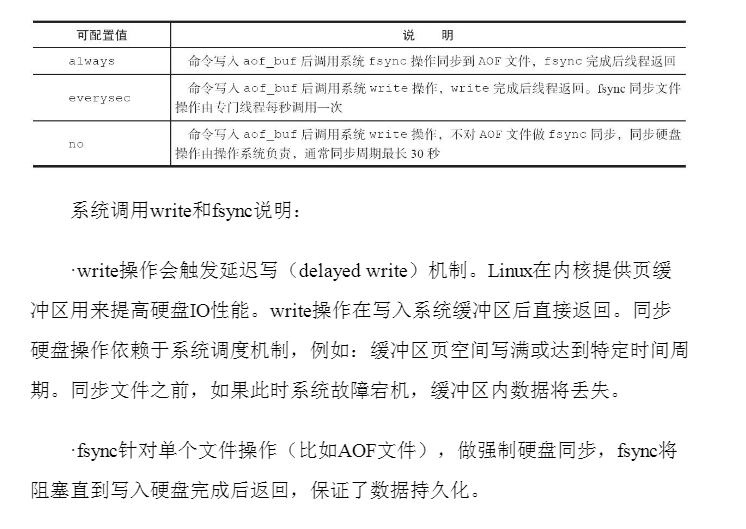 可配置值 说 明
always 命令写入 aof_buf 后调用系统 fsync 操作同步到 AOF 文件，fsync 完成后线程返回
everysec 命令写入 aof_buf 后调用系统 write 操作，write 完成后线程返回。fsync 同步文件
操作由专门线程每秒调用一次
no 命令写入 aof_buf 后调用系统 write 操作，不对 AOF 文件做 fsync 同步，同步硬盘
操作由操作系统负责，通常同步周期最长 30 秒
系统调用write和fsync说明：
·write操作会触发延迟写（delayed write）机制。Linux在内核提供页缓
冲区用来提高硬盘IO性能。write操作在写入系统缓冲区后直接返回。同步
硬盘操作依赖于系统调度机制，例如：缓冲区页空间写满或达到特定时间周
期。同步文件之前，如果此时系统故障宕机，缓冲区内数据将丢失。
·fsync针对单个文件操作（比如AOF文件），做强制硬盘同步，fsync将
阻塞直到写入硬盘完成后返回，保证了数据持久化。